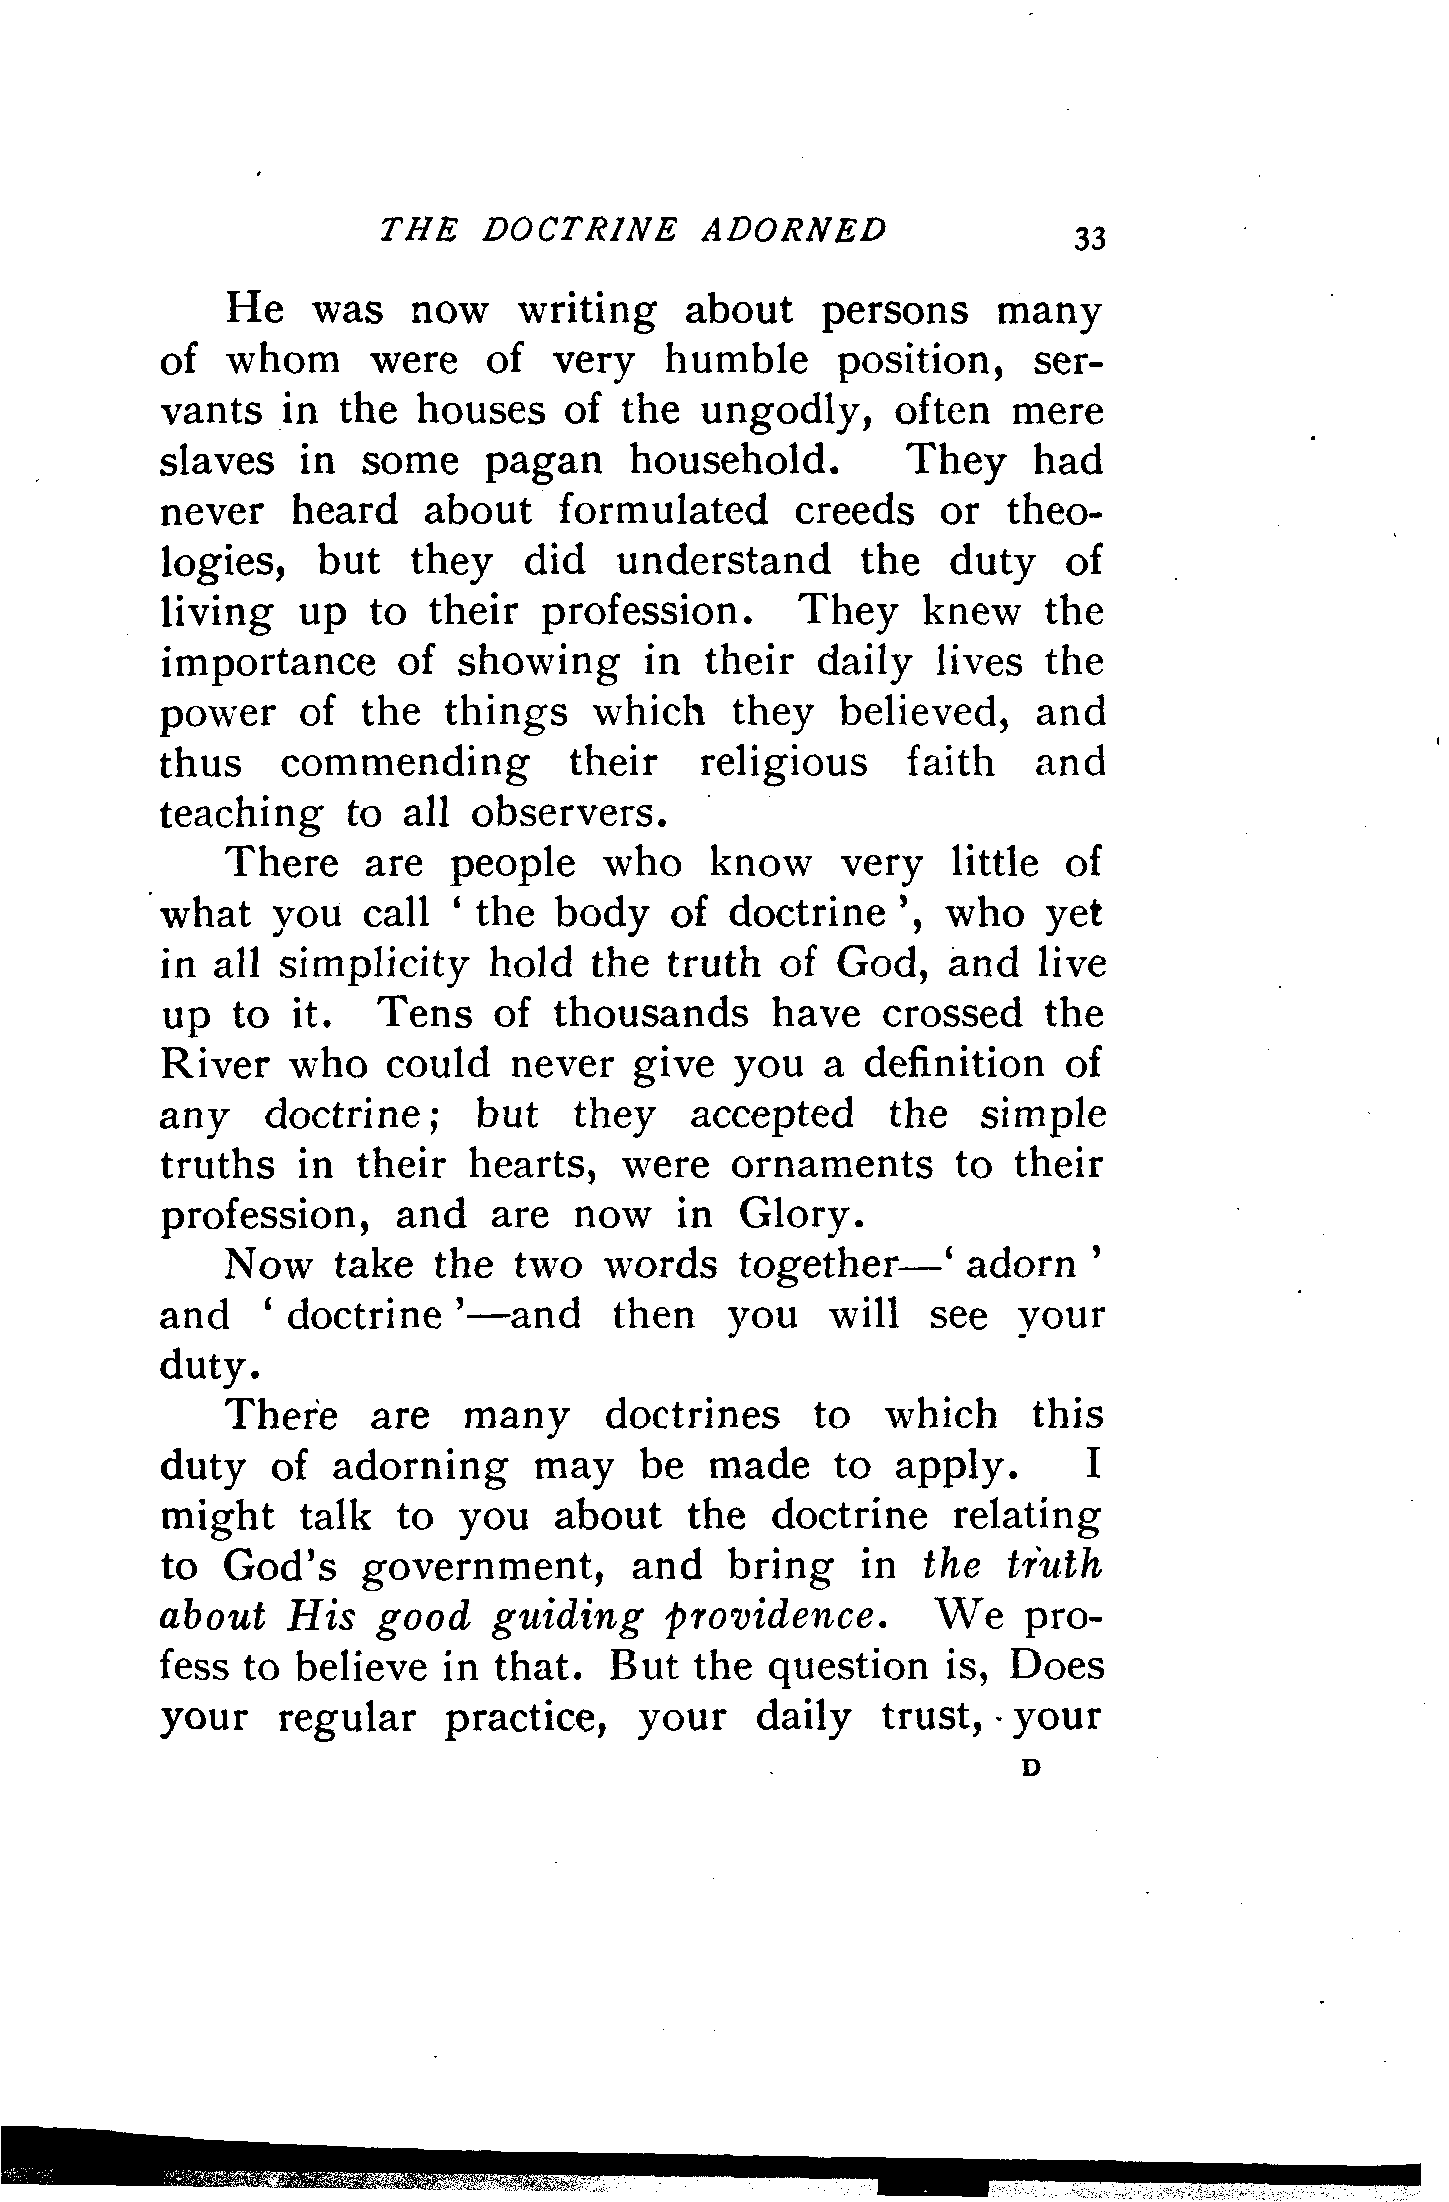 THE DOCTRINE ADORNED 33
He was now writing about persons many
of whom were of very humble position, ser-
vants in the houses of the ungodly, often mere
slaves in some pagan household. They had
never heard about formulated creeds or theo-
logies, but they did understand the duty of
living up to their profession. They knew the
importance of showing in their daily lives the
power of the things which they believed, and
thus commending their religious faith and
teaching to all observers.
There are people who know very little of
what you call ‘ the body of doctrine ’, who yet
in all simplicity hold the truth of God, and live
up to it. Tens of thousands have crossed the
River who could never give you a definition of
any doctrine; but they accepted the simple
truths in their hearts, were ornaments to their
profession, and are now in Glory.
Now take the two words together—‘ adorn ’
and ‘ doctrine ’—and then you will see your
duty.
There are many doctrines to which this
duty of adorning may be made to apply. I
might talk to you about the doctrine relating
to God's government, and bring in the truth
about His good guiding providence. We pro-
fess to believe in that. But the question is, Does
your regular practice, your daily trust, your
D